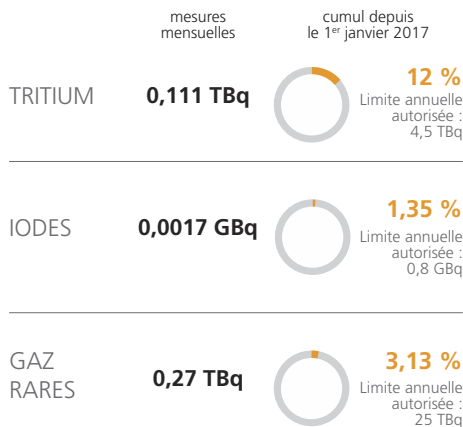 mesures
mensuelles
cumul depuis
le 1er janvier 2017
TRITIUM
0,111 TBq
12 %
Limite annuelle
autorisée :
4,5 TBq
IODES
0,0017 GBq
1,35 %
Limite annuelle
autorisée :
0,8 GBq
GAZ
RARES
0,27 TBq
3,13 %
Limite annuelle
autorisée :
25 TBq